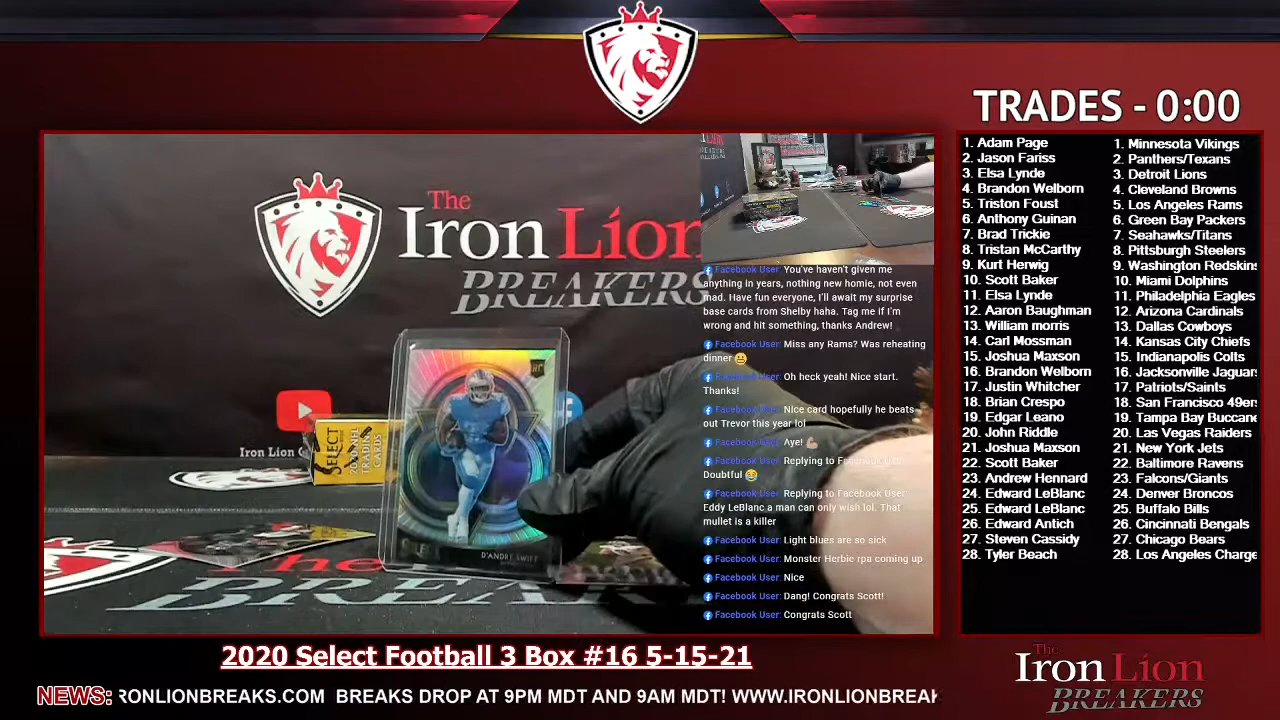 TRADES - 0:00
1. Adam Page 1. Minnesota Vikings
2. Jason Fariss 2. Panthers/Texans
3. Elsa Lynde 3. Detroit Lions
4. Brandon Welborn 4. Cleveland Browns
5. Triston Foust 5. Los Angeles Rams
6. Anthony Guinan 6. Green Bay Packers
7. Brad Trickie 7. Seahawks/Titans
8. Tristan McCarthy 8. Pittsburgh Steelers
9. Kurt Herwig 9. Washington Redskins
10. Scott Baker 10. Miami Dolphins
11. Elsa Lynde 11. Philadelphia Eagles
12. Aaron Baughman 12. Arizona Cardinals
13. William morris 13. Dallas Cowboys
14. Carl Mossman 14. Kansas City Chiefs
15. Joshua Maxson 15. Indianapolis Colts
16. Brandon Welborn 16. Jacksonville Jaguar
17. Justin Whitcher 17. Patriots/Saints
18. Brian Crespo 18. San Francisco 49er
19. Edgar Leano 19. Tampa Bay Buccane
20. John Riddle 20. Las Vegas Raiders
21. Joshua Maxson 21. New York Jets
22. Scott Baker 22. Baltimore Ravens
23. Andrew Hennard 23. Falcons/Giants
24. Edward LeBlanc 24. Denver Broncos
25. Edward LeBlanc 25. Buffalo Bills
26. Edward Antich 26. Cincinnati Bengals
27. Steven Cassidy 27. Chicago Bears
28. Tyler Beach 28. Los Angeles Charge
The
Iron Lion
BREAKERS
Iron Lion
SELECT
2020 PANINI
TRADING
CARDS
RC
D'ANDRE SWIFT
Facebook User: You've haven't given me
anything in years, nothing new homie, not even
mad. Have fun everyone, I'll await my surprise
base cards from Shelby haha. Tag me if I'm
wrong and hit something, thanks Andrew!
Facebook User: Miss any Rams? Was reheating
dinner 😐
Facebook User: Oh heck yeah! Nice start.
Thanks!
Facebook User: Nice card hopefully he beats
out Trevor this year lol
Facebook User: Aye! 💪🏼
Facebook User: Replying to Facebook User:
Doubtful 😂
Facebook User: Replying to Facebook User:
Eddy LeBlanc a man can only wish lol. That
mullet is a killer
Facebook User: Light blues are so sick
Facebook User: Monster Herbie rpa coming up
Facebook User: Nice
Facebook User: Dang! Congrats Scott!
Facebook User: Congrats Scott
2020 Select Football 3 Box #16 5-15-21
NEWS: RONLIONBREAKS.COM BREAKS DROP AT 9PM MDT AND 9AM MDT! WWW.IRONLIONBREAK
The
Iron Lion
BREAKERS